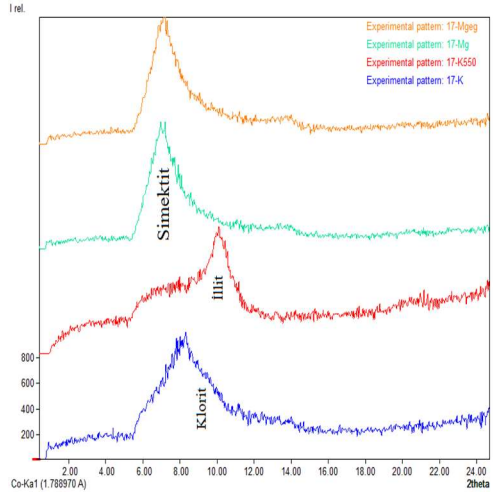 I rel.
Experimental pattern: 17-Mgeg
Experimental pattern: 17-Mg
Experimental pattern: 17-K550
Experimental pattern: 17-K
Simektit
İllit
Klorit
800
600
400
200
2.00 4.00 6.00 8.00 10.00 12.00 14.00 16.00 18.00 20.00 22.00 24.00
Co-Ka1 (1.788970 A) 2theta